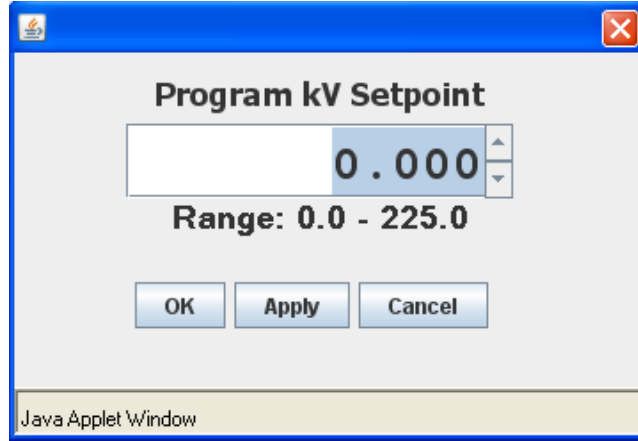 Program kV Setpoint
0.000
Range: 0.0 - 225.0
OK Apply Cancel
Java Applet Window